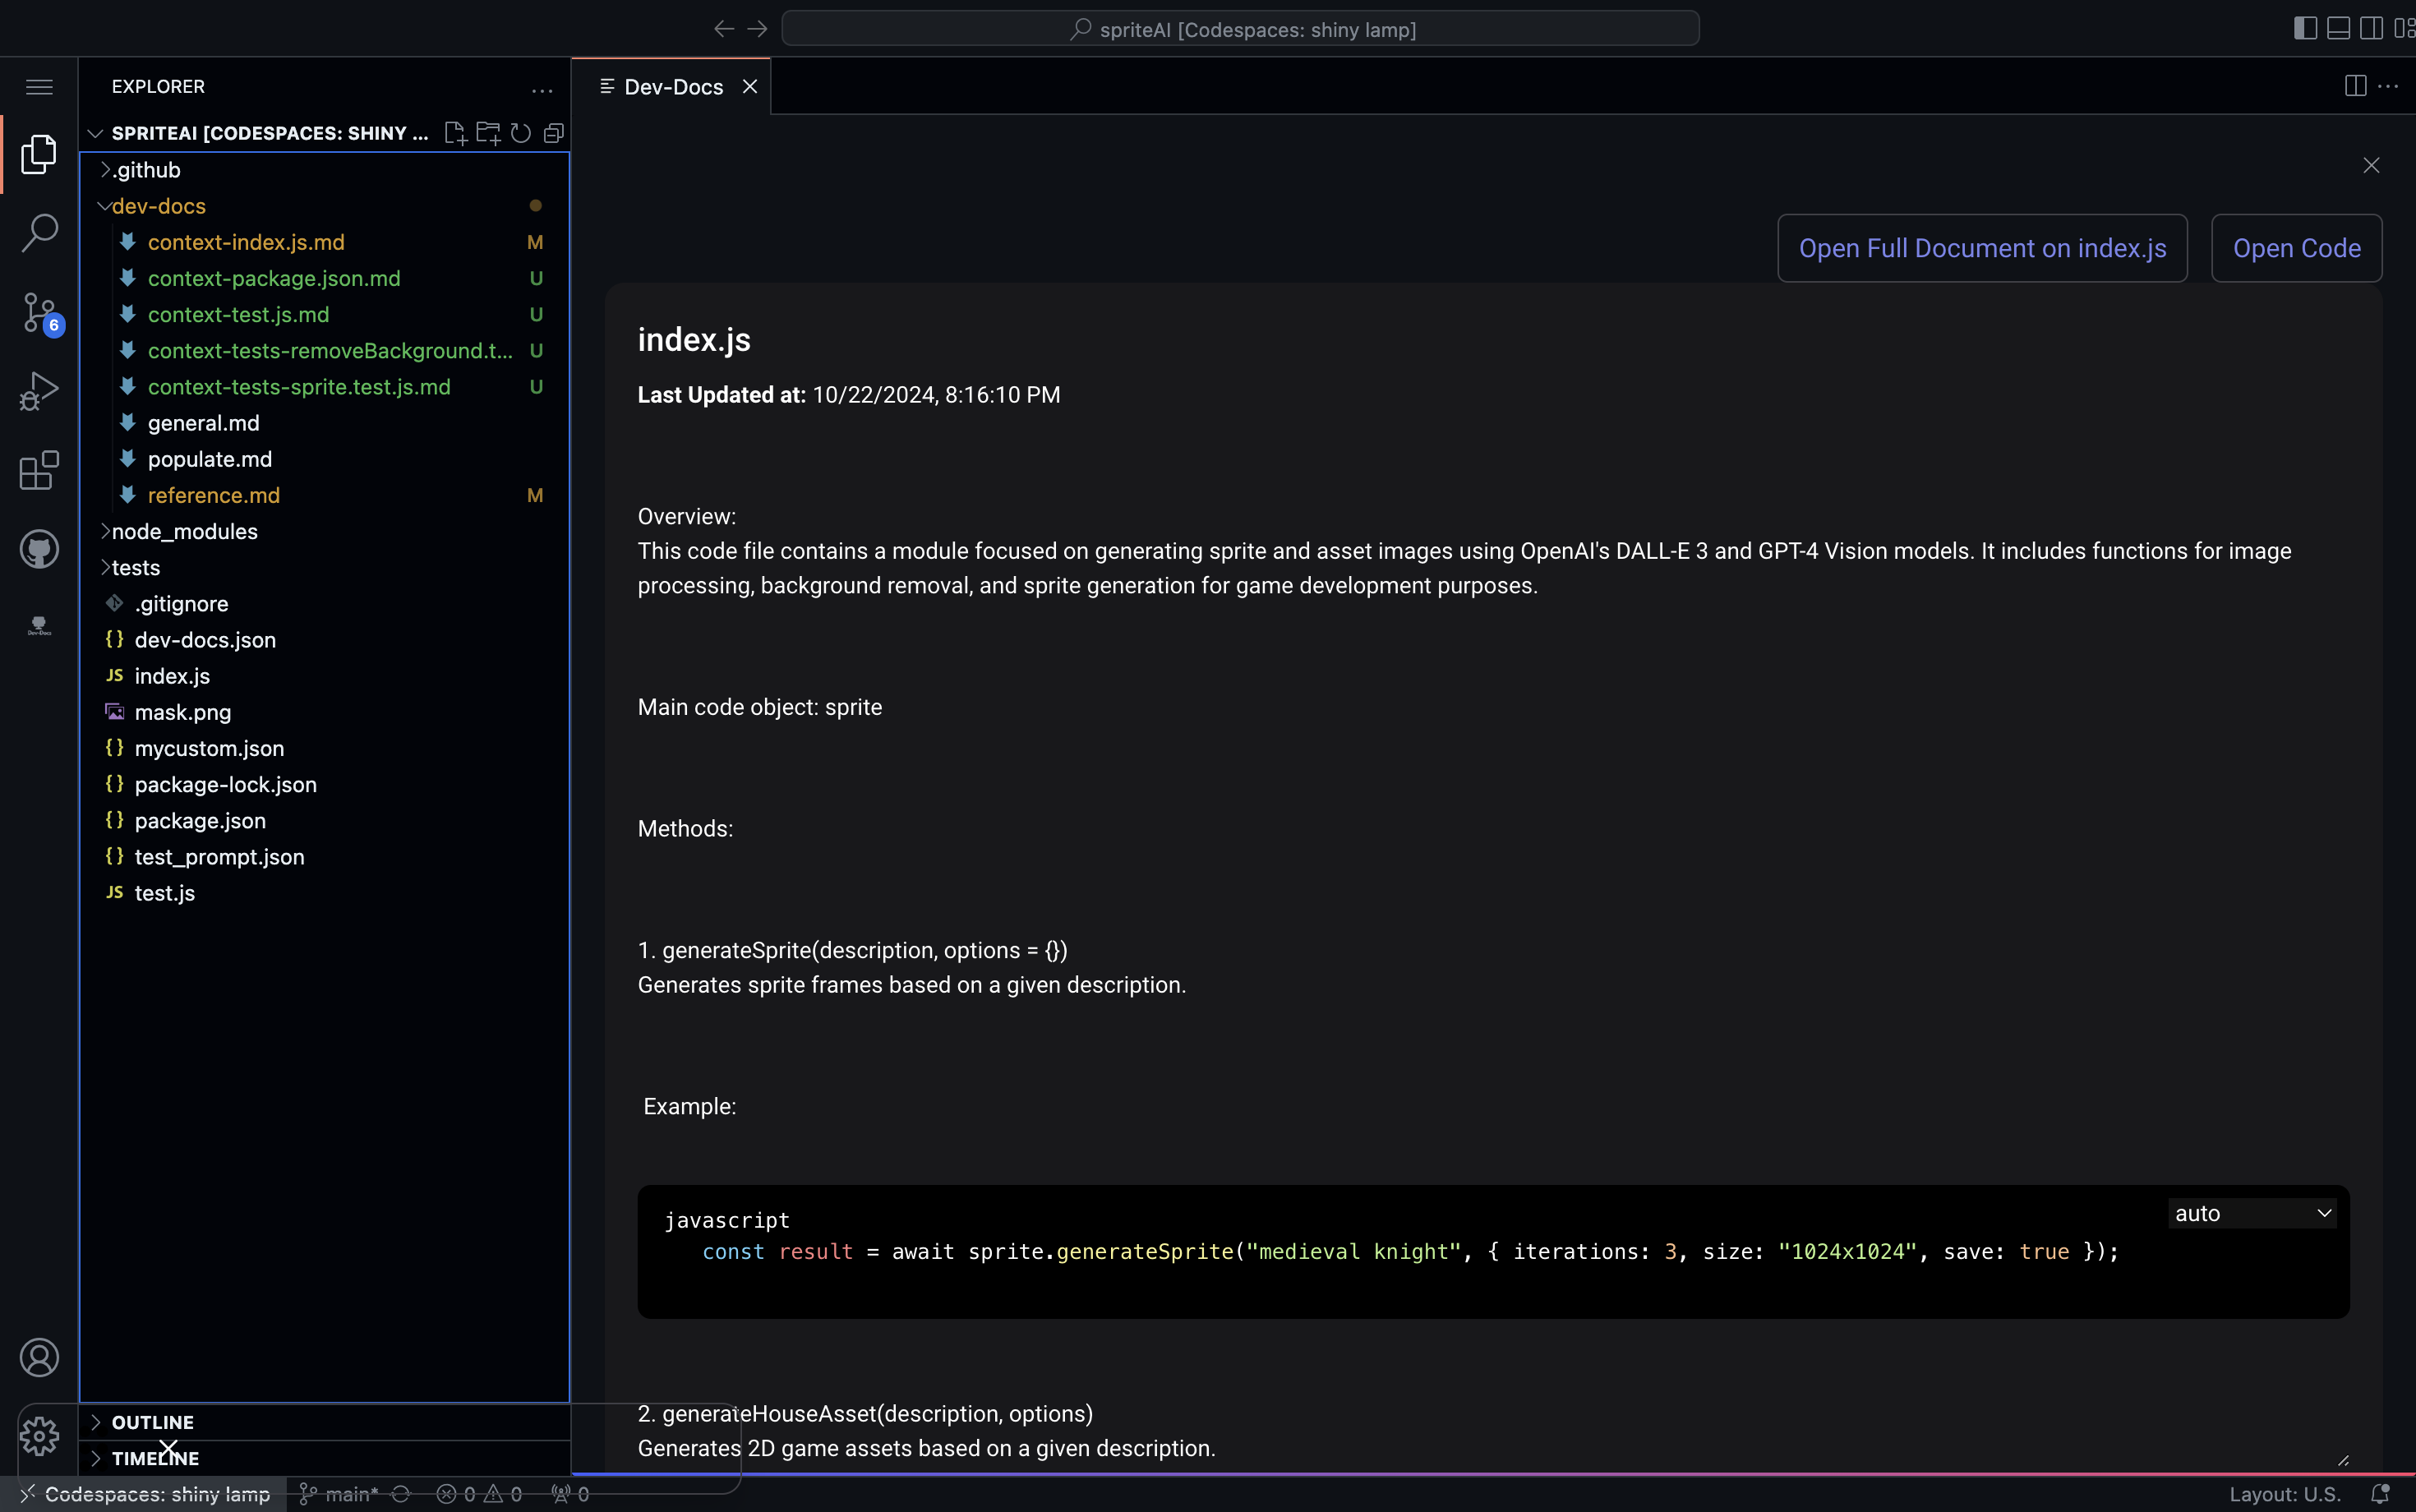 spriteAI [Codespaces: shiny lamp]
EXPLORER
SPRITEAI [CODESPACES: SHINY ...
.github
dev-docs
context-index.js.md M
context-package.json.md U
context-test.js.md U
context-tests-removeBackground.t... U
context-tests-sprite.test.js.md U
general.md
populate.md
reference.md M
node_modules
tests
.gitignore
{} dev-docs.json
JS index.js
mask.png
{} mycustom.json
{} package-lock.json
{} package.json
{} test_prompt.json
JS test.js
OUTLINE
TIMELINE
6
Dev-Docs
Dev-Docs
Open Full Document on index.js
Open Code
index.js
Last Updated at: 10/22/2024, 8:16:10 PM
Overview:
This code file contains a module focused on generating sprite and asset images using OpenAI's DALL-E 3 and GPT-4 Vision models. It includes functions for image
processing, background removal, and sprite generation for game development purposes.
Main code object: sprite
Methods:
1. generateSprite(description, options = {})
Generates sprite frames based on a given description.
Example:
auto
javascript
const result = await sprite.generateSprite("medieval knight", { iterations: 3, size: "1024x1024", save: true });
2. generateHouseAsset(description, options)
Generates 2D game assets based on a given description.
Codespaces: shiny lamp main* 0 0 0 Layout: U.S.